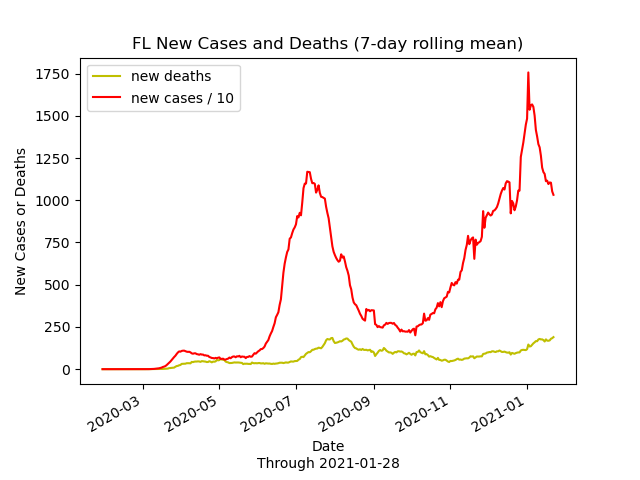 FL New Cases and Deaths (7-day rolling mean)
new deaths
new cases / 10
New Cases or Deaths
1750
1500
1250
1000
750
500
250
0
2020-03
2020-05
2020-07
2020-09
2020-11
2021-01
Date
Through 2021-01-28